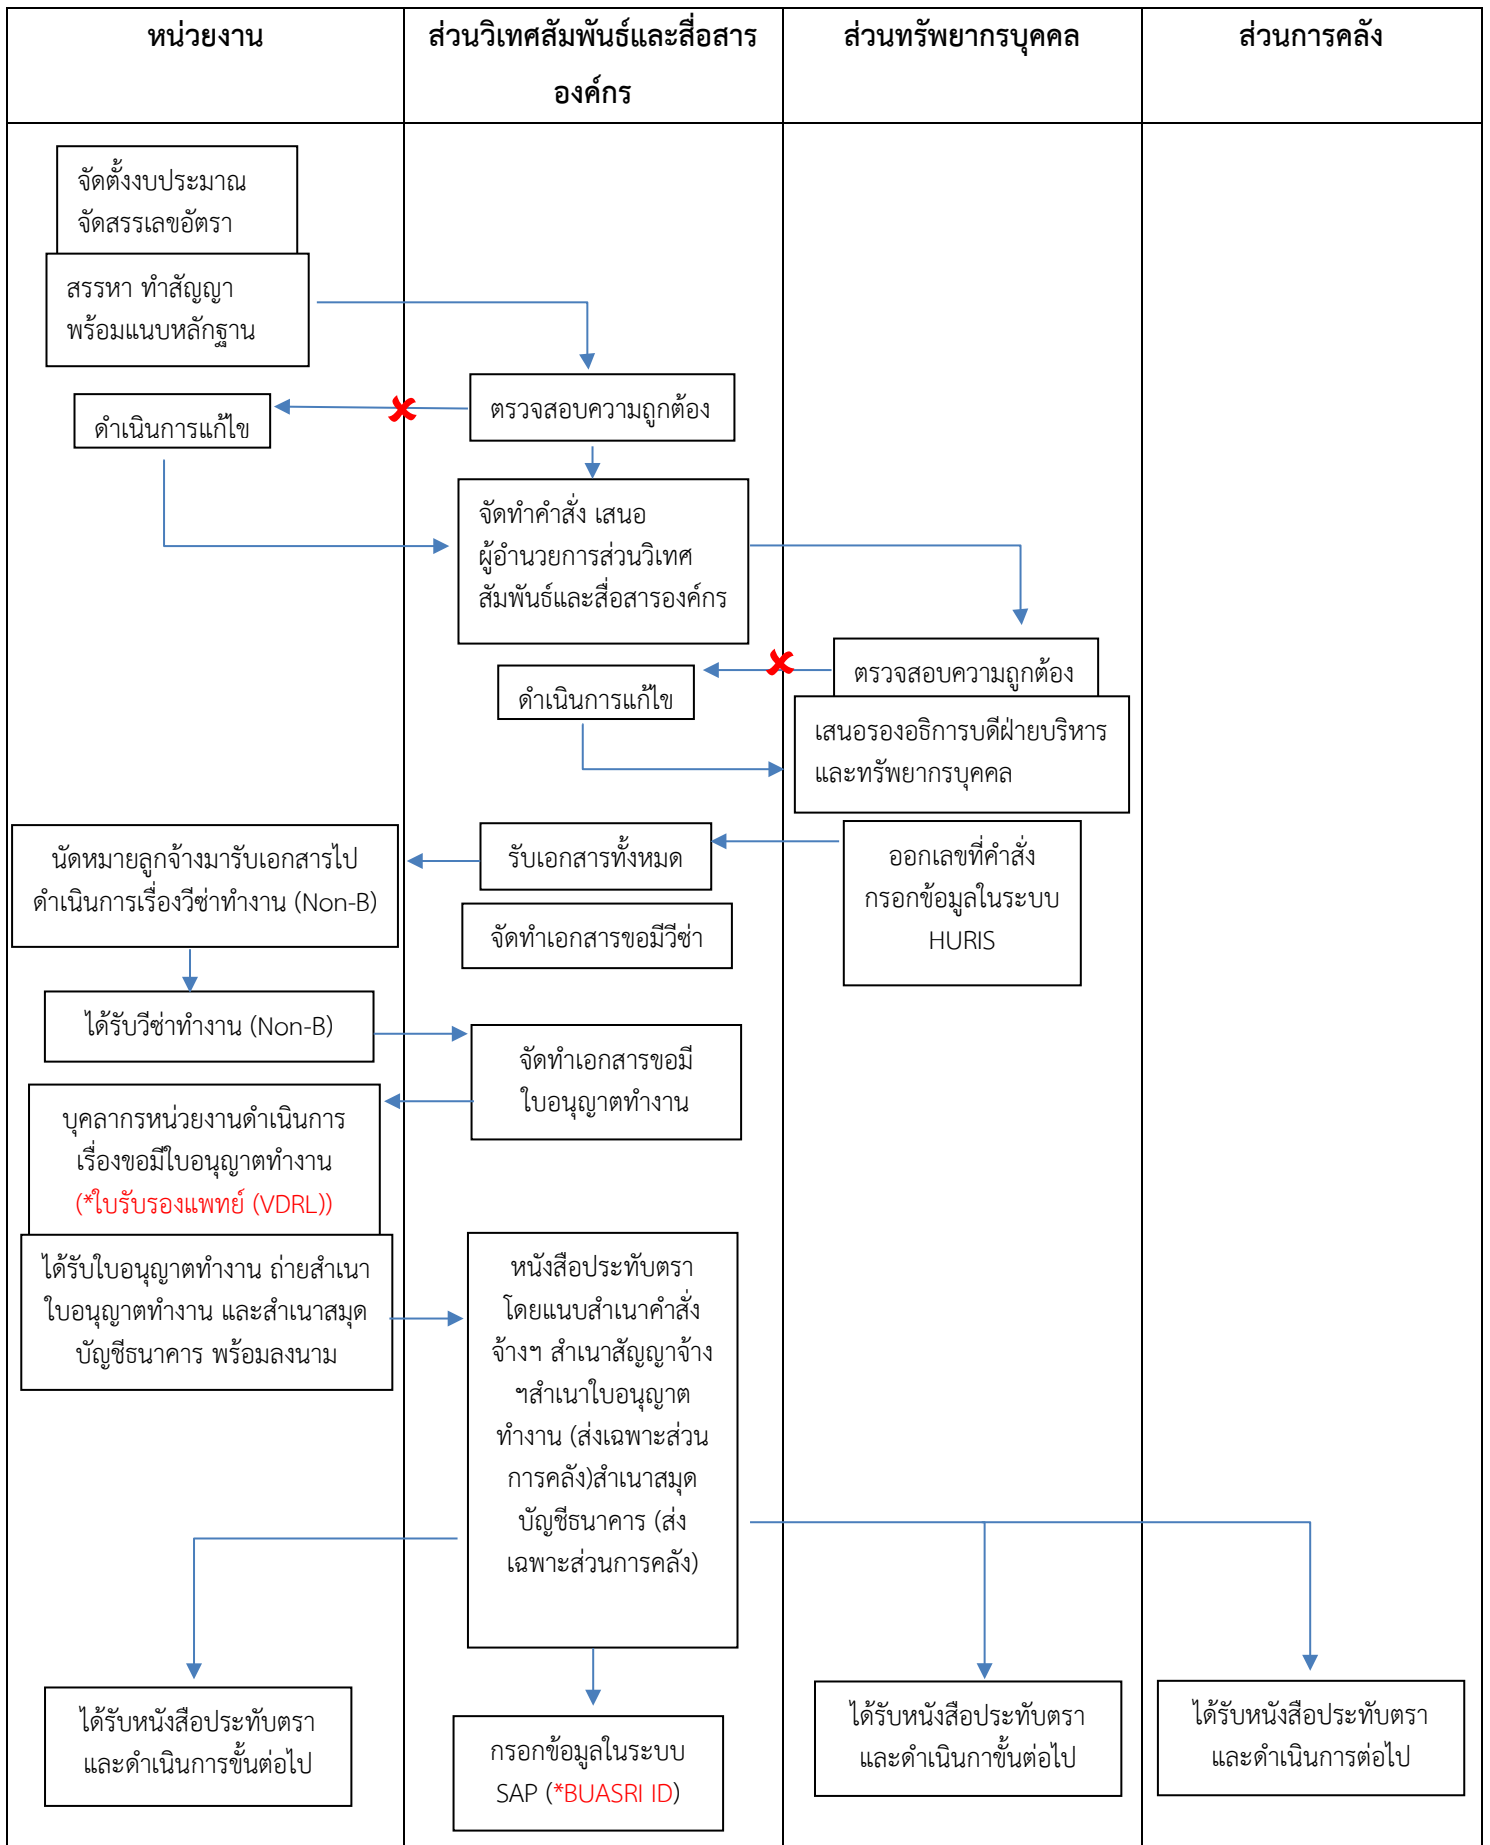 หน่วยงาน
ส่วนวิเทศสัมพันธ์และสื่อสาร
องค์กร
ส่วนทรัพยากรบุคคล
ส่วนการคลัง
จัดตั้งงบประมาณ
จัดสรรเลขอัตรา
สรรหา ทำสัญญา
พร้อมแนบหลักฐาน
ตรวจสอบความถูกต้อง
ดำเนินการแก้ไข
จัดทำคำสั่ง เสนอ
ผู้อำนวยการส่วนวิเทศ
สัมพันธ์และสื่อสารองค์กร
ตรวจสอบความถูกต้อง
ดำเนินการแก้ไข
เสนอรองอธิการบดีฝ่ายบริหาร
และทรัพยากรบุคคล
ออกเลขที่คำสั่ง
กรอกข้อมูลในระบบ
HURIS
รับเอกสารทั้งหมด
จัดทำเอกสารขอมีวีซ่า
นัดหมายลูกจ้างมารับเอกสารไป
ดำเนินการเรื่องวีซ่าทำงาน (Non-B)
ได้รับวีซ่าทำงาน (Non-B)
จัดทำเอกสารขอมี
ใบอนุญาตทำงาน
บุคลากรหน่วยงานดำเนินการ
เรื่องขอมีใบอนุญาตทำงาน
(*ใบรับรองแพทย์ (VDRL))
ได้รับใบอนุญาตทำงาน ถ่ายสำเนา
ใบอนุญาตทำงาน และสำเนาสมุด
บัญชีธนาคาร พร้อมลงนาม
หนังสือประทับตรา
โดยแนบสำเนาคำสั่ง
จ้างฯ สำเนาสัญญาจ้าง
ฯสำเนาใบอนุญาต
ทำงาน (ส่งเฉพาะส่วน
การคลัง)สำเนาสมุด
บัญชีธนาคาร (ส่ง
เฉพาะส่วนการคลัง)
ได้รับหนังสือประทับตรา
และดำเนินการขั้นต่อไป
กรอกข้อมูลในระบบ
SAP (*BUASRI ID)
ได้รับหนังสือประทับตรา
และดำเนินกาขั้นต่อไป
ได้รับหนังสือประทับตรา
และดำเนินการต่อไป